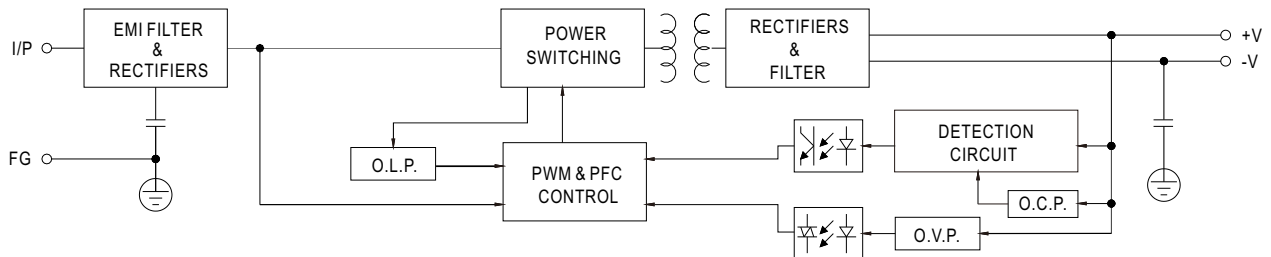 I/P
EMI FILTER
&
RECTIFIERS
POWER
SWITCHING
RECTIFIERS
&
FILTER
+V
-V
FG
O.L.P.
PWM & PFC
CONTROL
DETECTION
CIRCUIT
O.C.P.
O.V.P.